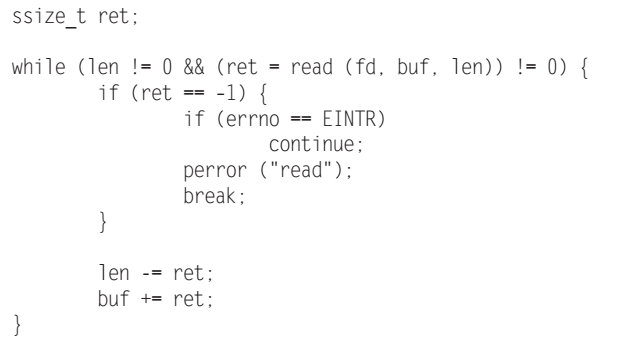 ssize_t ret;

while (len != 0 && (ret = read (fd, buf, len)) != 0) {
        if (ret == -1) {
                if (errno == EINTR)
                        continue;
                perror ("read");
                break;
        }

        len -= ret;
        buf += ret;
}